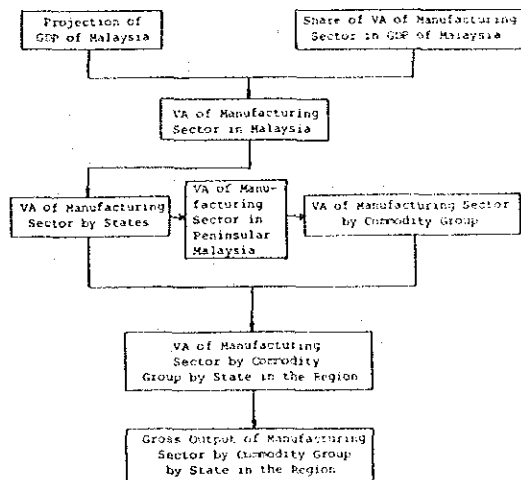 Projection of
GDP of Malaysia
Share of VA of Manufacturing
Sector in GDP of Malaysia
VA of Manufacturing
Sector in Malaysia
VA of Manufacturing
Sector by States
VA of Manu-
facturing
Sector in
Peninsular
Malaysia
VA of Manufacturing Sector
by Commodity Group
VA of Manufacturing
Sector by Commodity
Group by State in the Region
Gross Output of Manufacturing
Sector by Commodity Group
by State in the Region